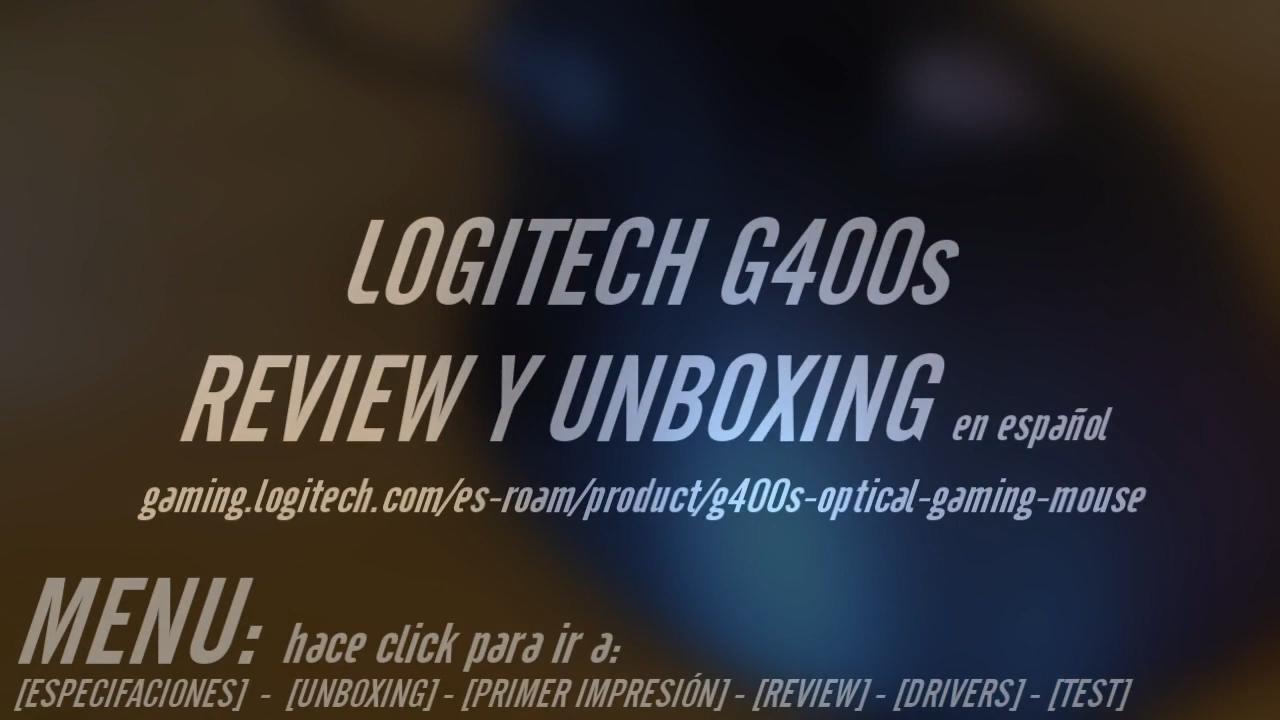 LOGITECH G400s
REVIEW Y UNBOXING en español
gaming.logitech.com/es-roam/product/g400s-optical-gaming-mouse
MENU: hace click para ir a:
[ESPECIFACIONES] - [UNBOXING] - [PRIMER IMPRESIÓN] - [REVIEW] - [DRIVERS] - [TEST]